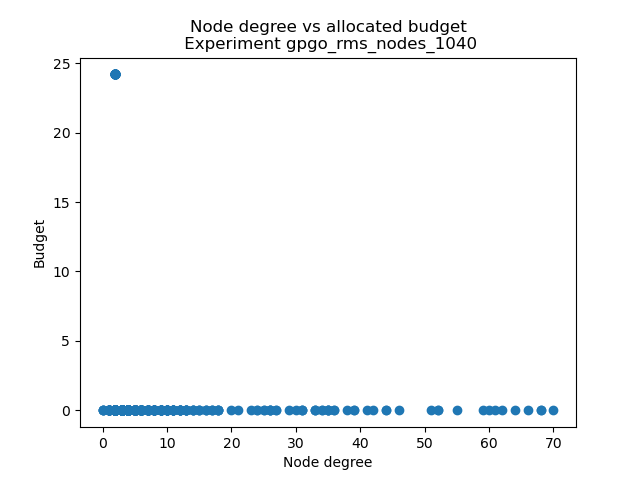 Node degree vs allocated budget
Experiment gpgo_rms_nodes_1040
25
20
15
10
5
0
Budget
0 10 20 30 40 50 60 70
Node degree